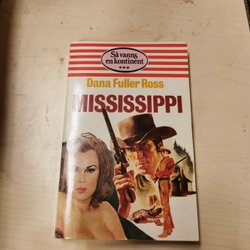 Så vanns
en kontinent
★★★
Dana Fuller Ross
MISSISSIPPI